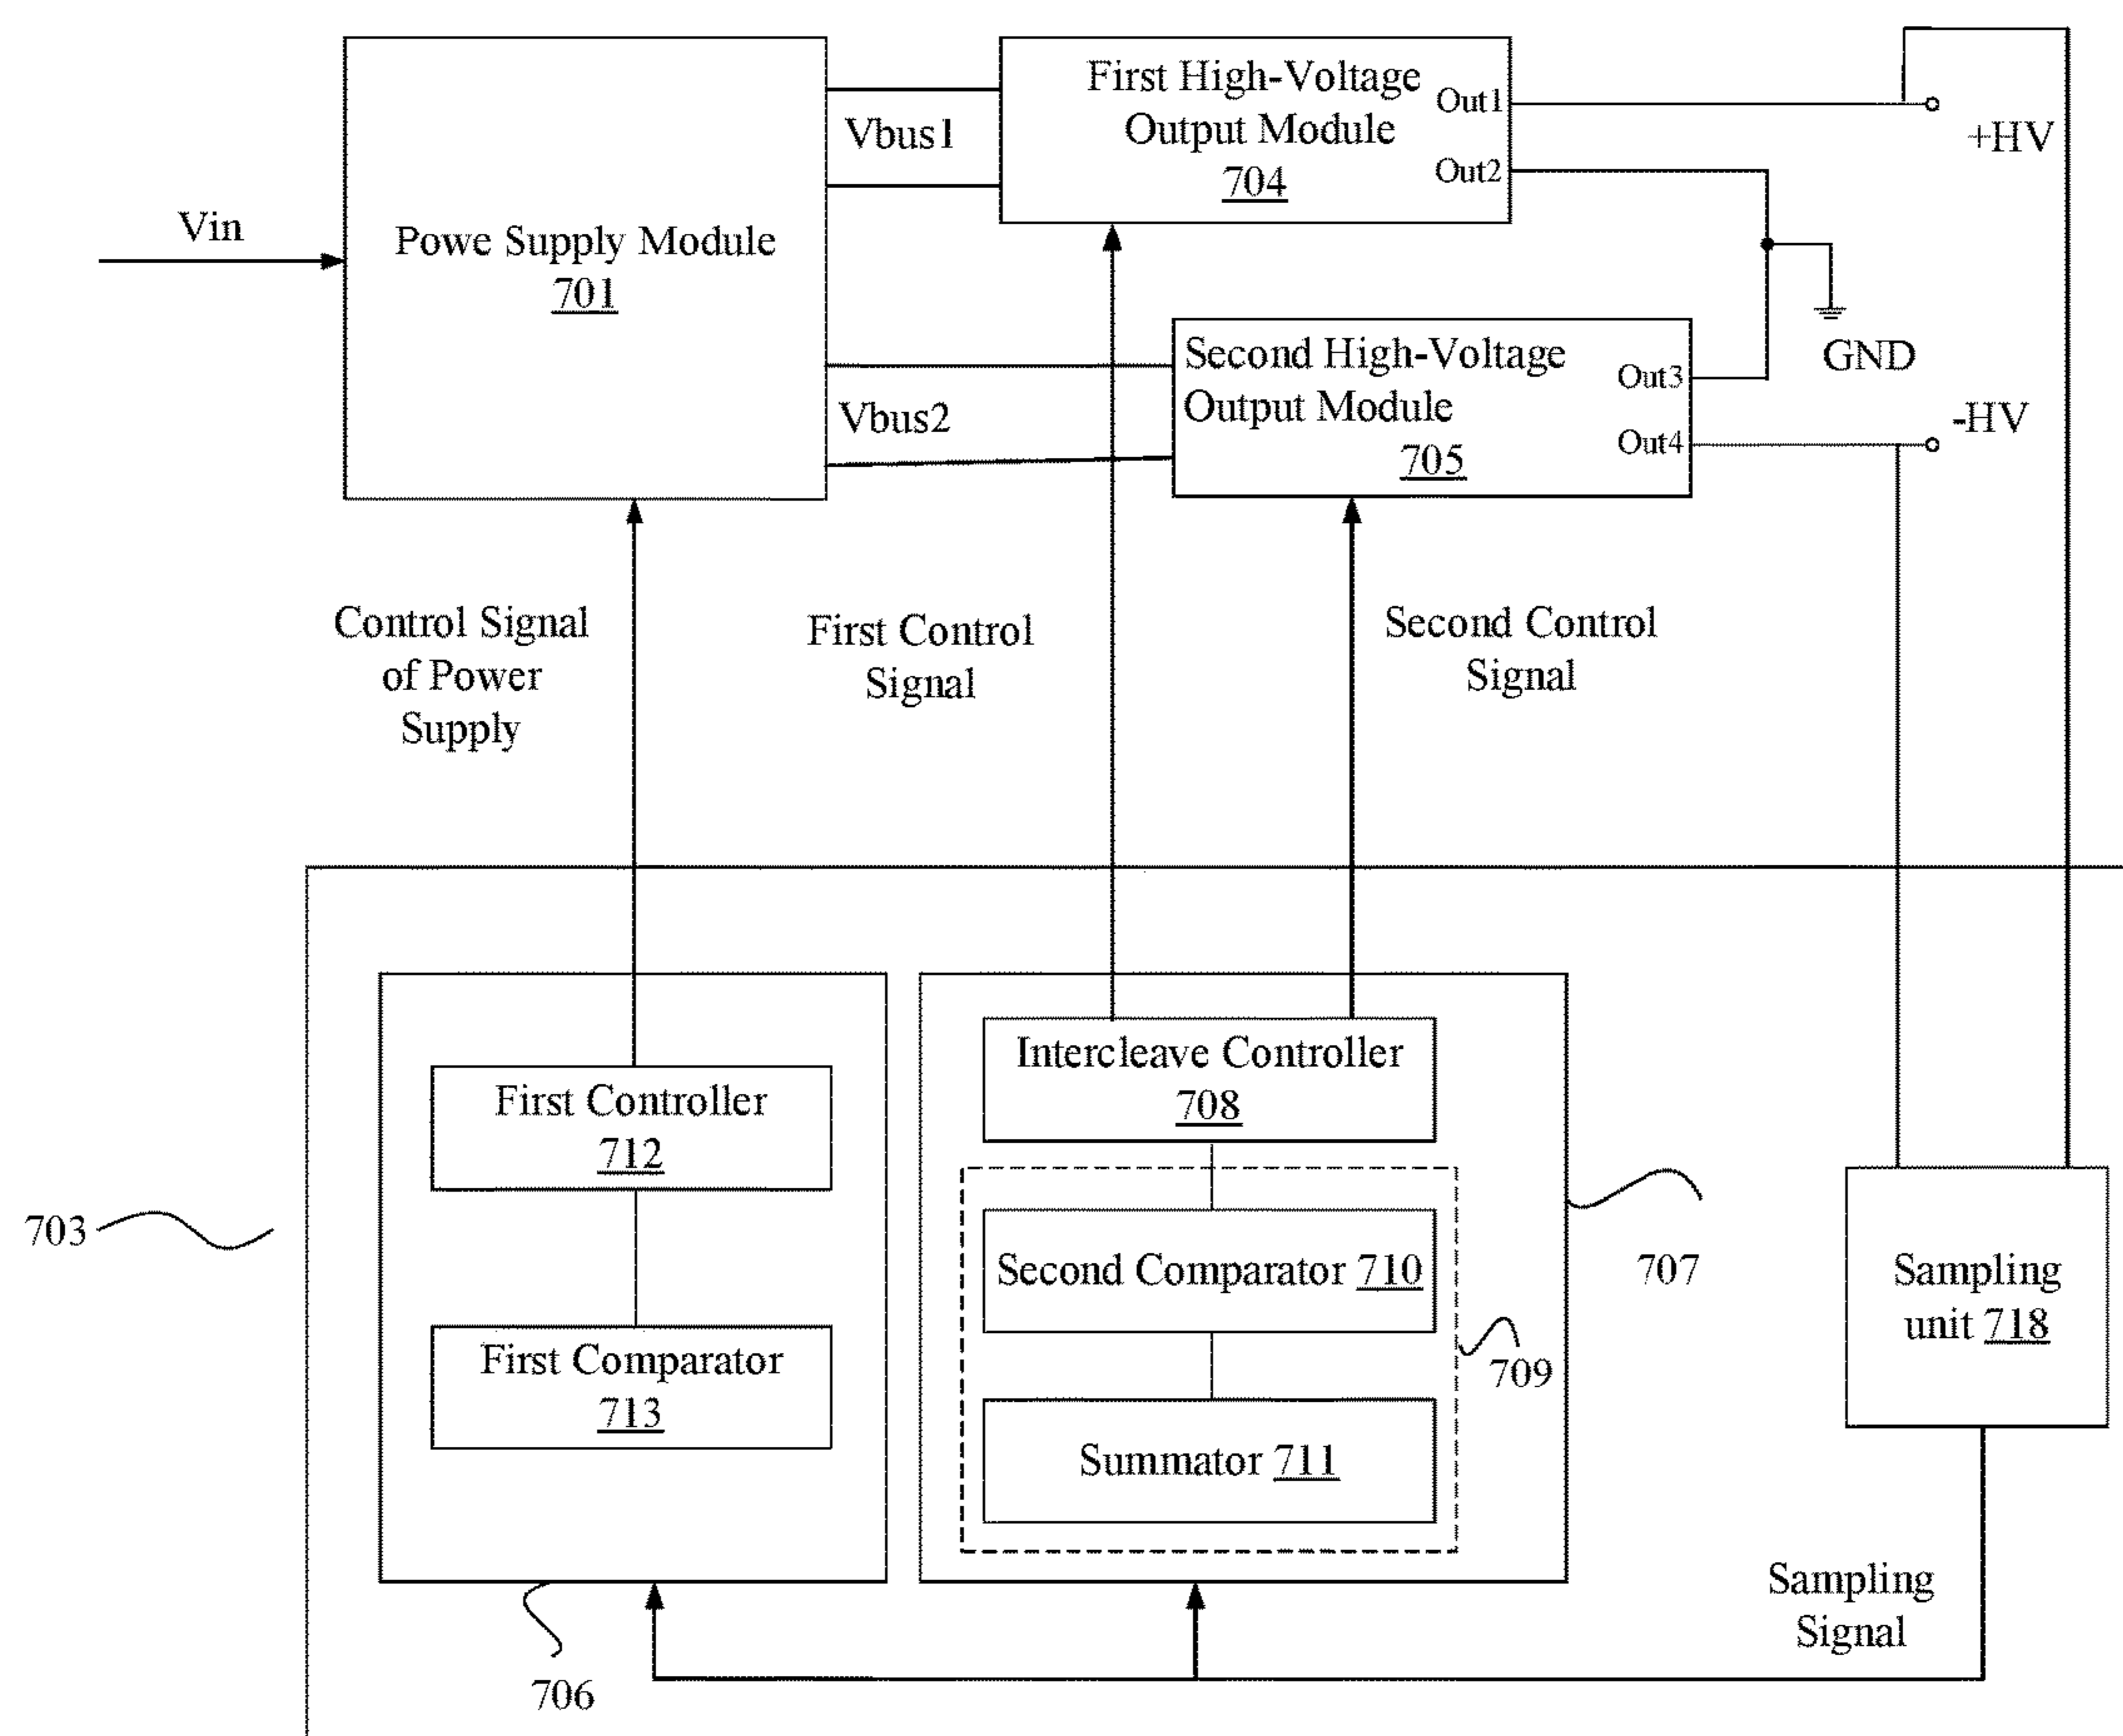 Vin
Powe Supply Module
701
Vbus1
Vbus2
First High-Voltage
Output Module
704
Out1
Out2
+HV
GND
Second High-Voltage
Output Module
705
Out3
Out4
-HV
Control Signal
of Power
Supply
First Control
Signal
Second Control
Signal
703
First Controller
712
First Comparator
713
706
Intercleave Controller
708
Second Comparator 710
Summator 711
709
707
Sampling
unit 718
Sampling
Signal